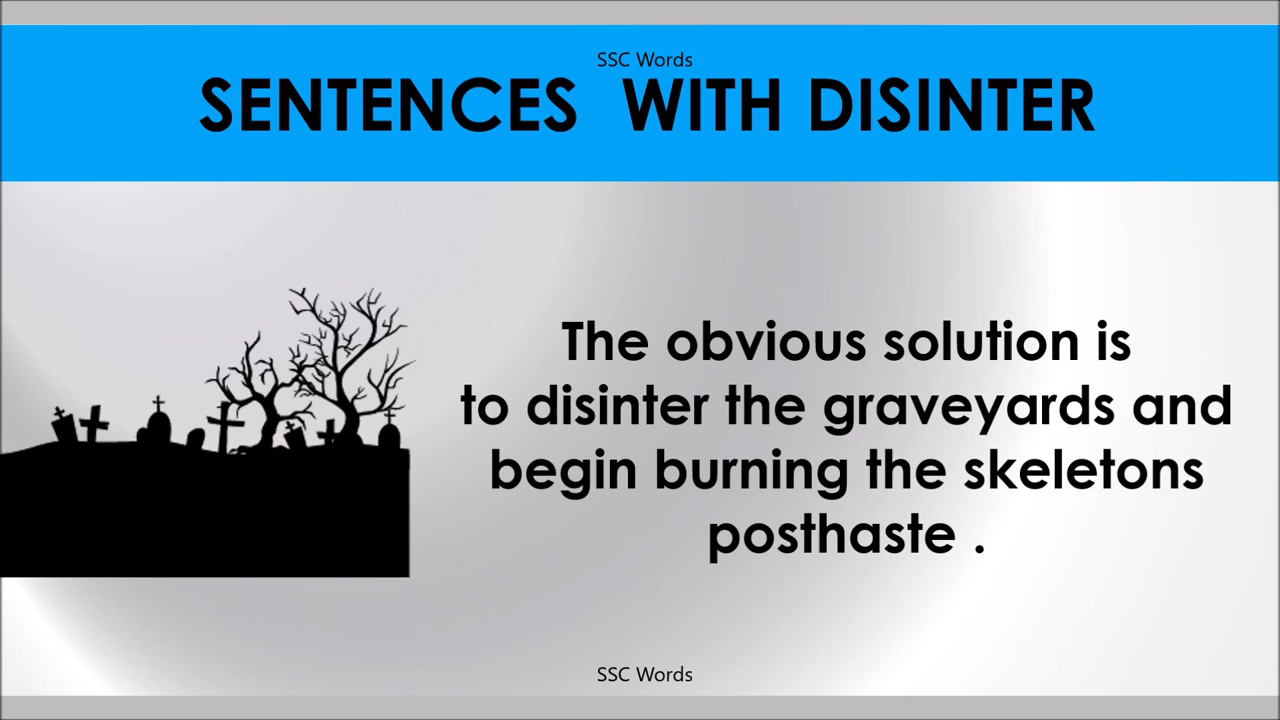 SSC Words
SENTENCES  WITH DISINTER
The obvious solution is
to disinter the graveyards and
begin burning the skeletons
posthaste .
SSC Words